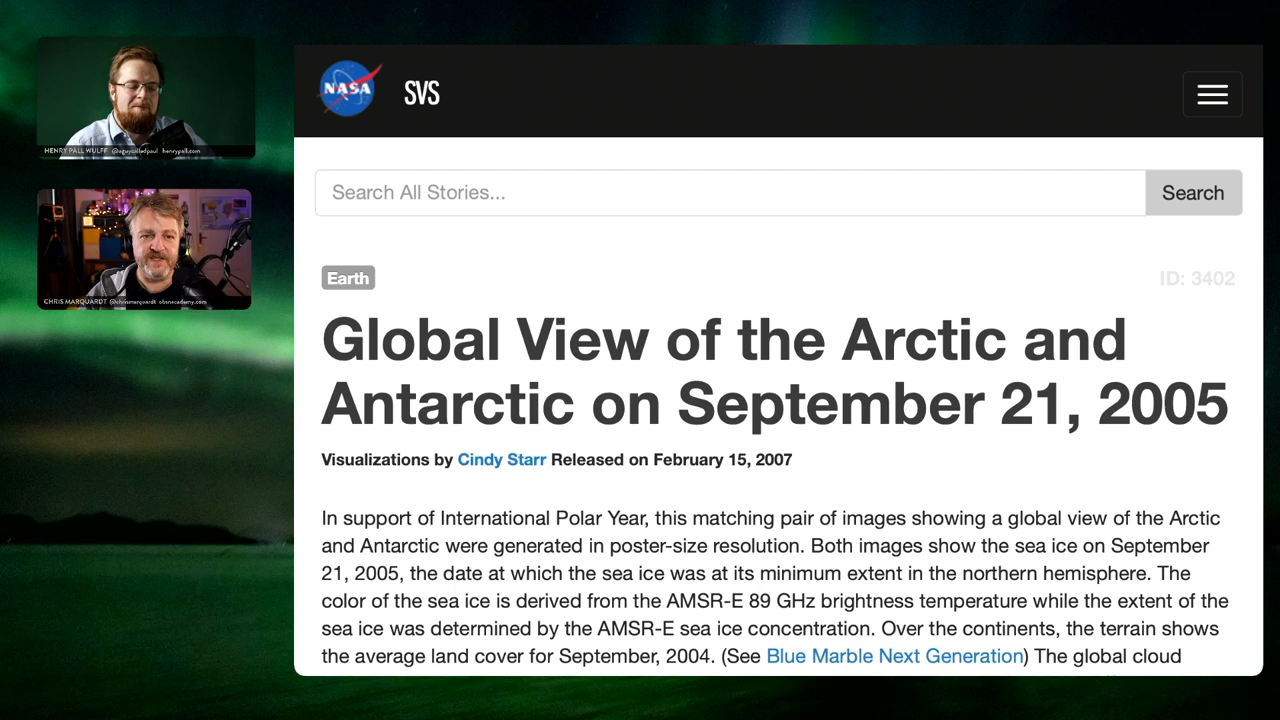 HENRY PALL WULFF @aguycalledpaul henrypall.com
CHRIS MARQUARDT @chrismarquardt obsracademy.com
NASA
SVS
Search All Stories...
Search
Earth
ID: 3402
Global View of the Arctic and
Antarctic on September 21, 2005
Visualizations by Cindy Starr Released on February 15, 2007
In support of International Polar Year, this matching pair of images showing a global view of the Arctic
and Antarctic were generated in poster-size resolution. Both images show the sea ice on September
21, 2005, the date at which the sea ice was at its minimum extent in the northern hemisphere. The
color of the sea ice is derived from the AMSR-E 89 GHz brightness temperature while the extent of the
sea ice was determined by the AMSR-E sea ice concentration. Over the continents, the terrain shows
the average land cover for September, 2004. (See Blue Marble Next Generation) The global cloud